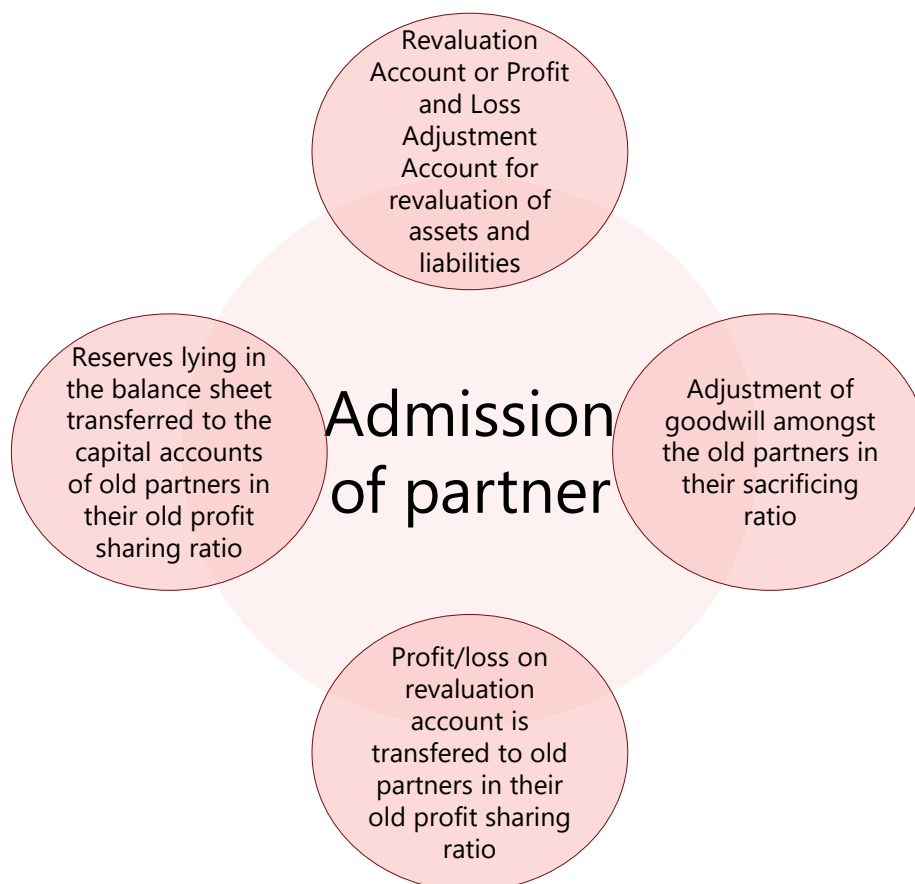 Revaluation
Account or Profit
and Loss
Adjustment
Account for
revaluation of
assets and
liabilities
Reserves lying in
the balance sheet
transferred to the
capital accounts
of old partners in
their old profit
sharing ratio
Admission
of partner
Adjustment of
goodwill amongst
the old partners in
their sacrificing
ratio
Profit/loss on
revaluation
account is
transfered to old
partners in their
old profit sharing
ratio